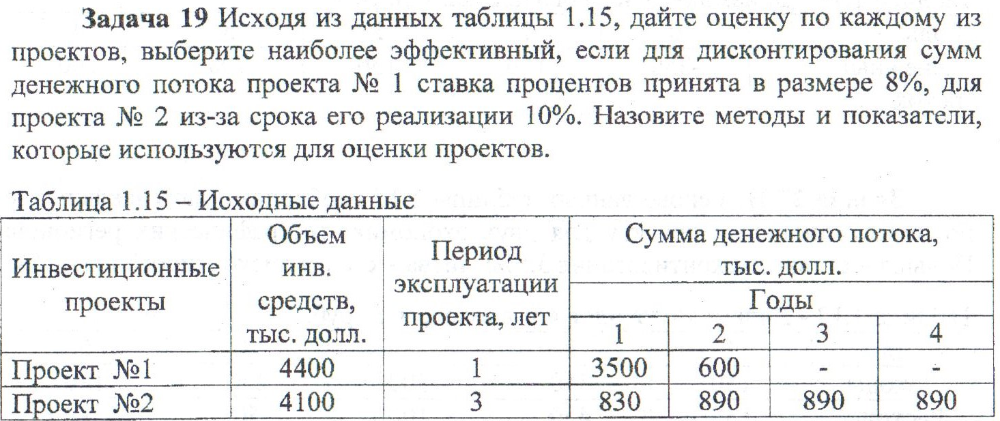 Задача 19 Исходя из данных таблицы 1.15, дайте оценку по каждому из
проектов, выберите наиболее эффективный, если для дисконтирования сумм
денежного потока проекта № 1 ставка процентов принята в размере 8%, для
проекта № 2 из-за срока его реализации 10%. Назовите методы и показатели,
которые используются для оценки проектов.
Таблица 1.15 – Исходные данные
Инвестиционные проекты
Объем инв. средств, тыс. долл.
Период эксплуатации проекта, лет
Сумма денежного потока, тыс. долл.
Годы
1 2 3 4
Проект №1 4400 1 3500 600 - -
Проект №2 4100 3 830 890 890 890